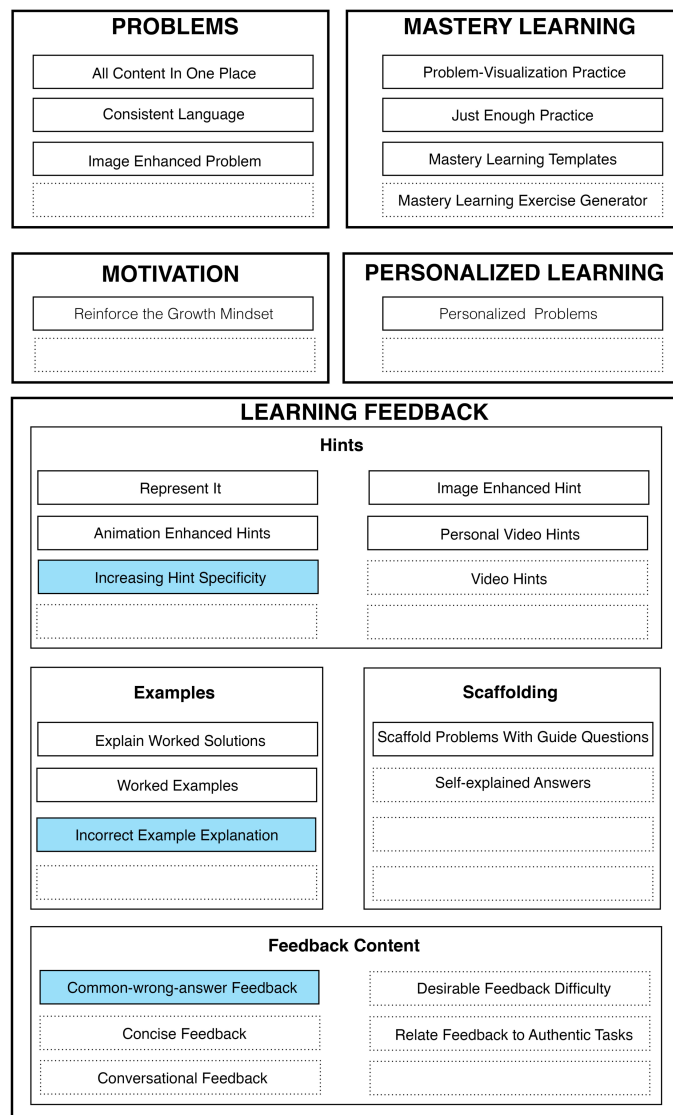 PROBLEMS
All Content In One Place
Consistent Language
Image Enhanced Problem
MASTERY LEARNING
Problem-Visualization Practice
Just Enough Practice
Mastery Learning Templates
Mastery Learning Exercise Generator
MOTIVATION
Reinforce the Growth Mindset
PERSONALIZED LEARNING
Personalized Problems
LEARNING FEEDBACK
Hints
Represent It
Animation Enhanced Hints
Increasing Hint Specificity
Image Enhanced Hint
Personal Video Hints
Video Hints
Examples
Explain Worked Solutions
Worked Examples
Incorrect Example Explanation
Scaffolding
Scaffold Problems With Guide Questions
Self-explained Answers
Feedback Content
Common-wrong-answer Feedback
Concise Feedback
Conversational Feedback
Desirable Feedback Difficulty
Relate Feedback to Authentic Tasks